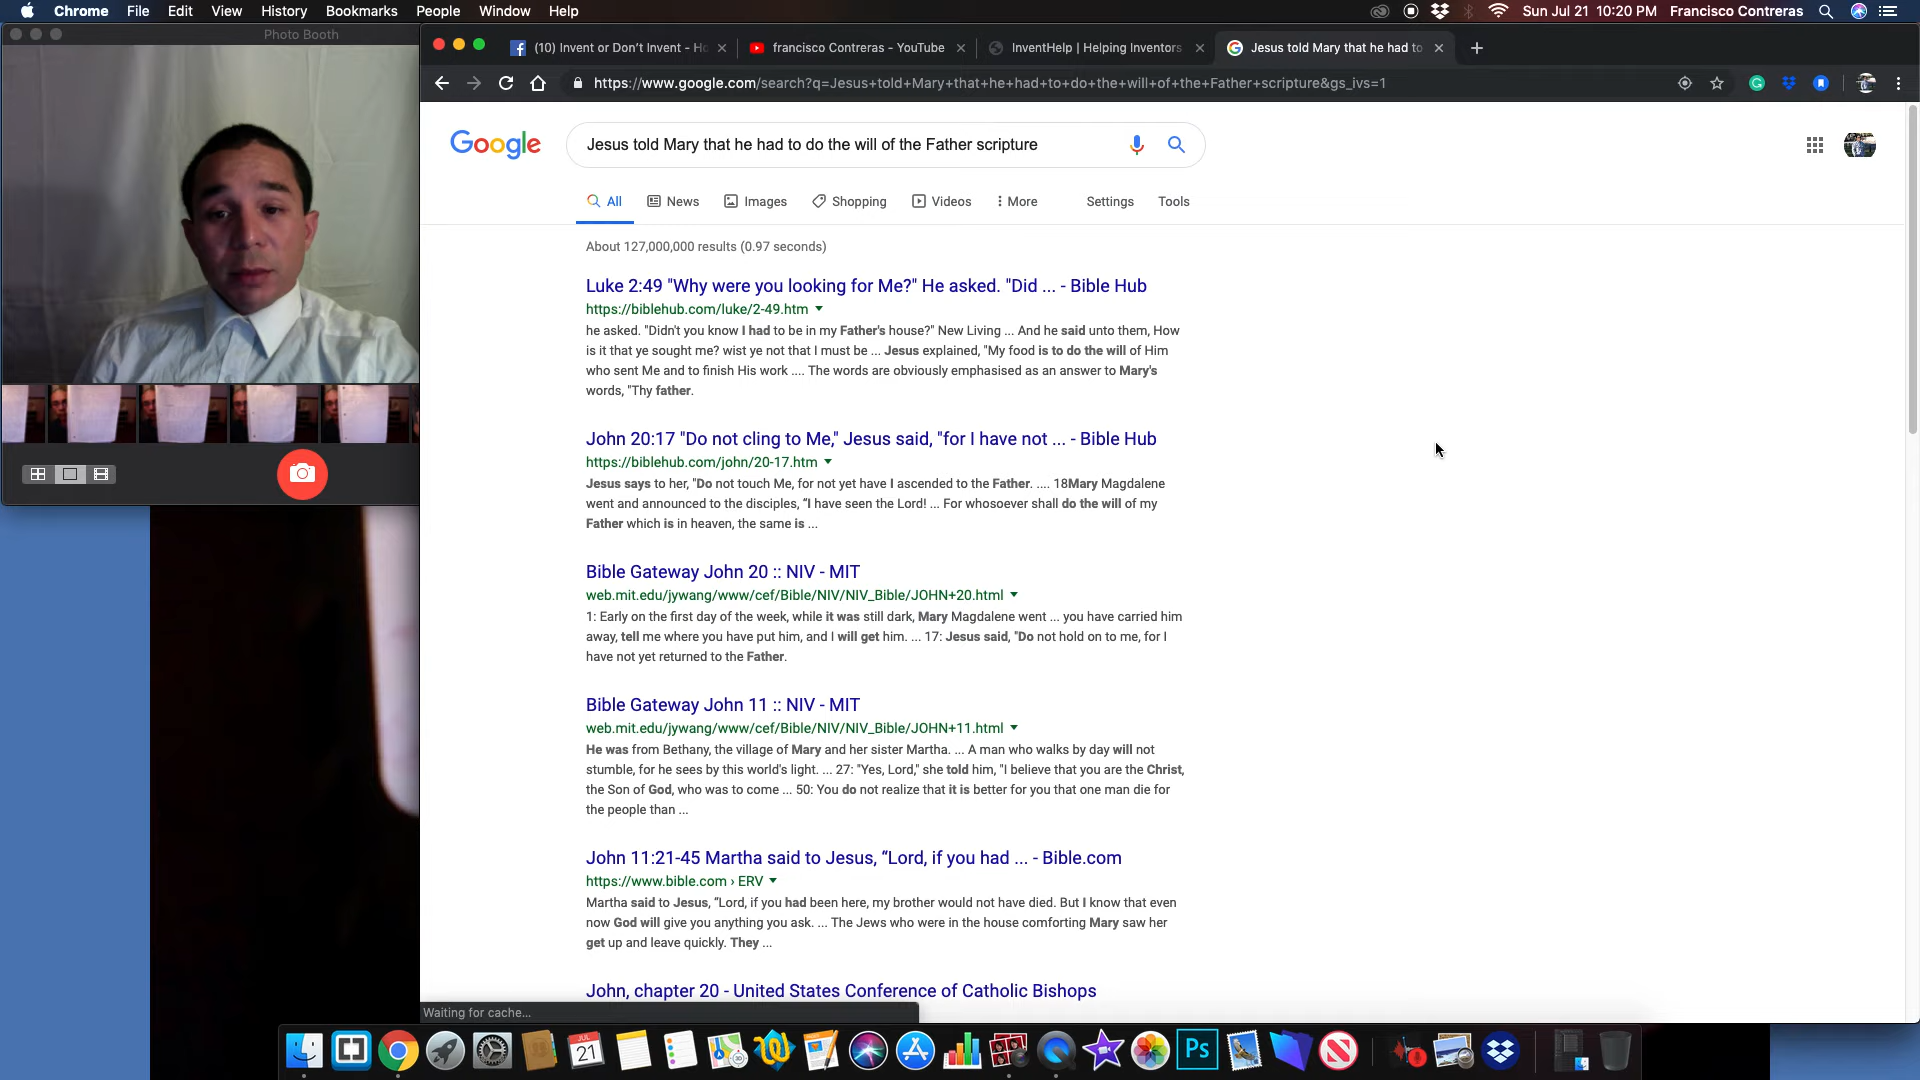 Chrome File Edit View History Bookmarks People Window Help
Sun Jul 21 10:20 PM Francisco Contreras
Photo Booth
(10) Invent or Don't Invent - Ho
francisco Contreras - YouTube
InventHelp | Helping Inventors
Jesus told Mary that he had to
https://www.google.com/search?q=Jesus+told+Mary+that+he+had+to+do+the+will+of+the+Father+scripture&gs_ivs=1
Google
Jesus told Mary that he had to do the will of the Father scripture
All News Images Shopping Videos More Settings Tools
About 127,000,000 results (0.97 seconds)
Luke 2:49 "Why were you looking for Me?" He asked. "Did ... - Bible Hub
https://biblehub.com/luke/2-49.htm
he asked. "Didn't you know I had to be in my Father's house?" New Living ... And he said unto them, How
is it that ye sought me? wist ye not that I must be ... Jesus explained, "My food is to do the will of Him
who sent Me and to finish His work .... The words are obviously emphasised as an answer to Mary's
words, "Thy father.
John 20:17 "Do not cling to Me," Jesus said, "for I have not ... - Bible Hub
https://biblehub.com/john/20-17.htm
Jesus says to her, "Do not touch Me, for not yet have I ascended to the Father. .... 18Mary Magdalene
went and announced to the disciples, “I have seen the Lord! ... For whosoever shall do the will of my
Father which is in heaven, the same is ...
Bible Gateway John 20 :: NIV - MIT
web.mit.edu/jywang/www/cef/Bible/NIV/NIV_Bible/JOHN+20.html
1: Early on the first day of the week, while it was still dark, Mary Magdalene went ... you have carried him
away, tell me where you have put him, and I will get him. ... 17: Jesus said, "Do not hold on to me, for I
have not yet returned to the Father.
Bible Gateway John 11 :: NIV - MIT
web.mit.edu/jywang/www/cef/Bible/NIV/NIV_Bible/JOHN+11.html
He was from Bethany, the village of Mary and her sister Martha. ... A man who walks by day will not
stumble, for he sees by this world's light. ... 27: "Yes, Lord," she told him, "I believe that you are the Christ,
the Son of God, who was to come ... 50: You do not realize that it is better for you that one man die for
the people than ...
John 11:21-45 Martha said to Jesus, “Lord, if you had ... - Bible.com
https://www.bible.com › ERV
Martha said to Jesus, “Lord, if you had been here, my brother would not have died. But I know that even
now God will give you anything you ask. ... The Jews who were in the house comforting Mary saw her
get up and leave quickly. They ...
John, chapter 20 - United States Conference of Catholic Bishops
Waiting for cache...
JUL
21
Ps